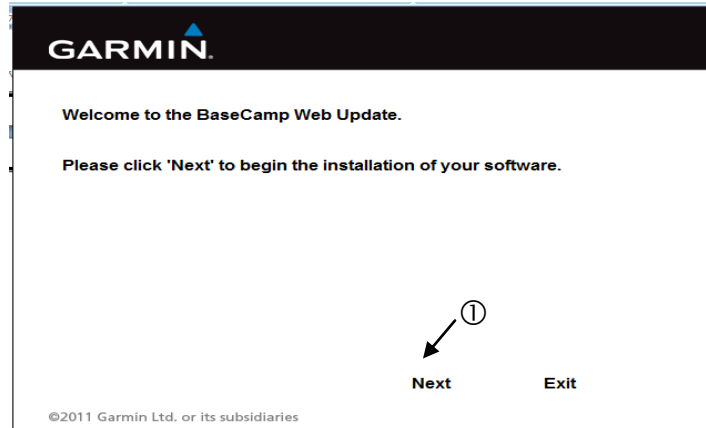 GARMIN.
Welcome to the BaseCamp Web Update.
Please click 'Next' to begin the installation of your software.
①
Next Exit
©2011 Garmin Ltd. or its subsidiaries